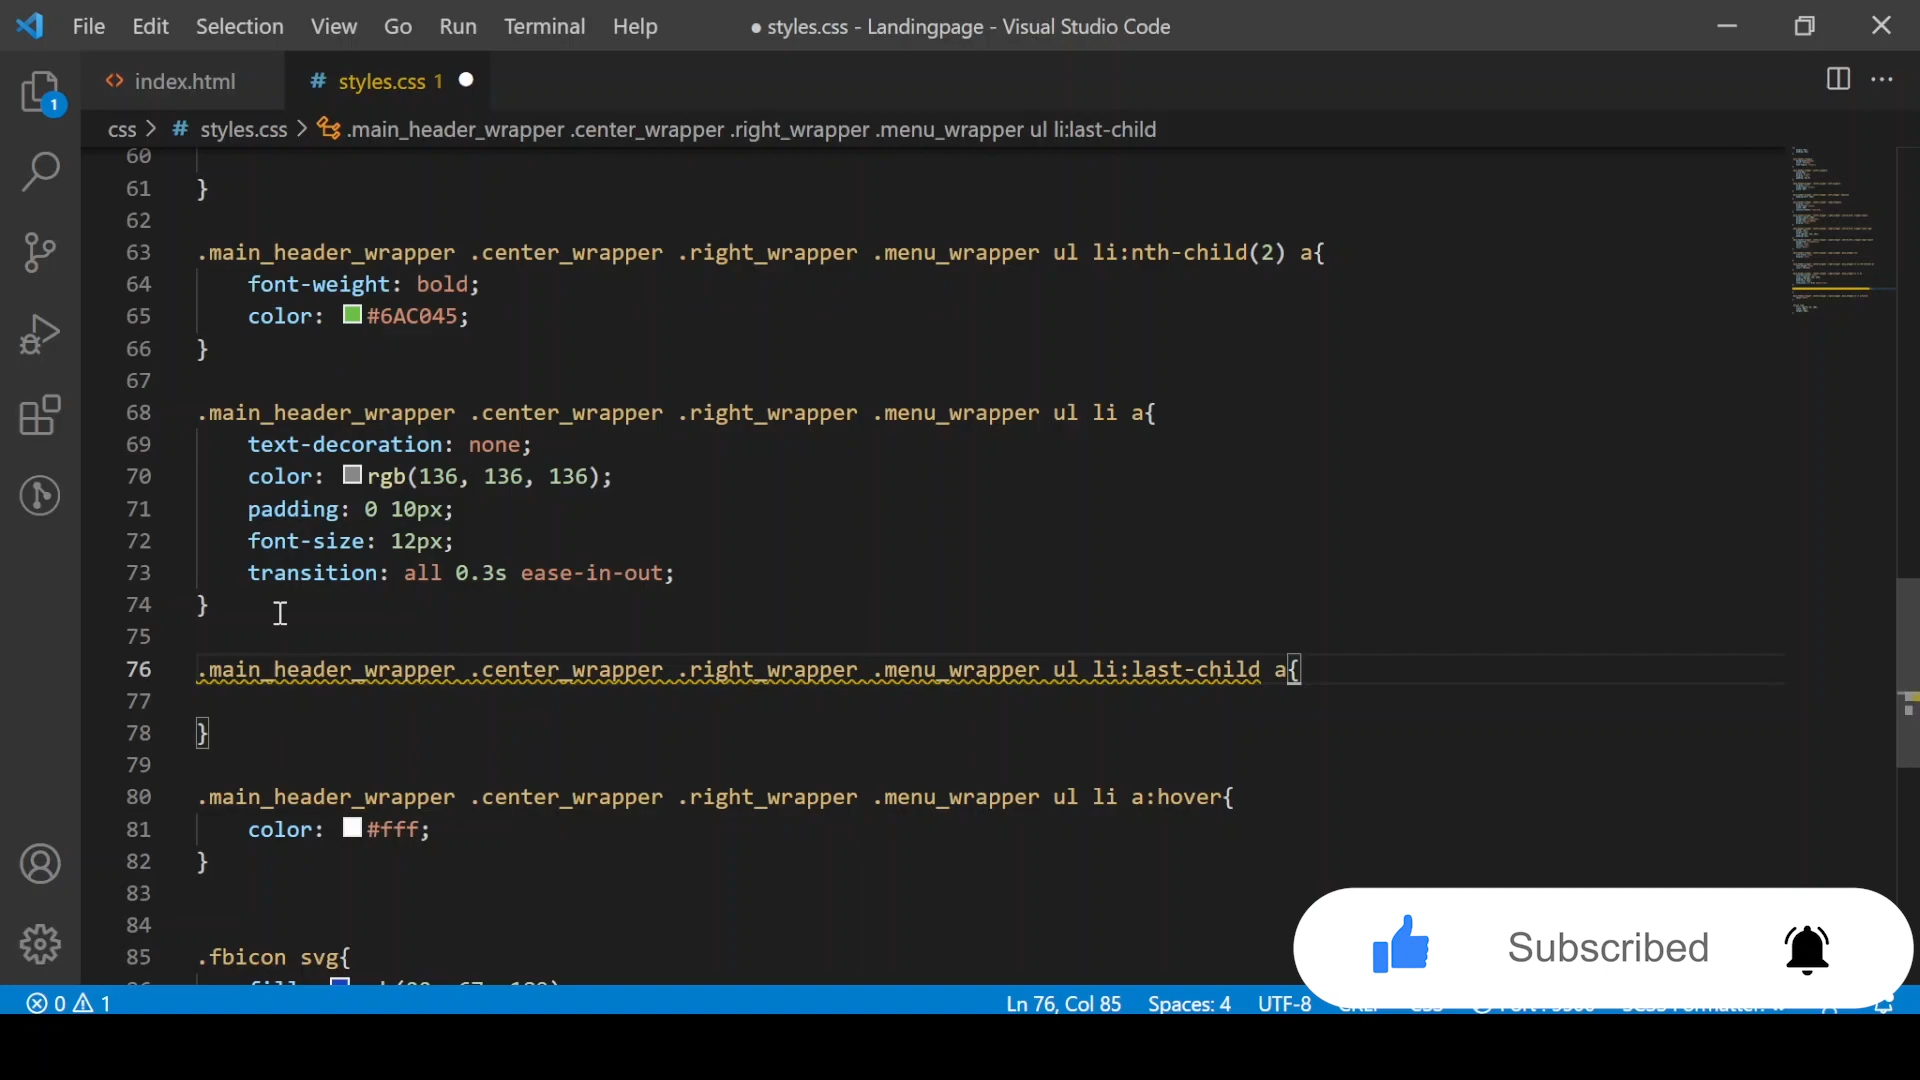 File Edit Selection View Go Run Terminal Help ● styles.css - Landingpage - Visual Studio Code
<> index.html # styles.css 1
css > # styles.css > .main_header_wrapper .center_wrapper .right_wrapper .menu_wrapper ul li:last-child
1
60
61 }
62
63 .main_header_wrapper .center_wrapper .right_wrapper .menu_wrapper ul li:nth-child(2) a{
64 font-weight: bold;
65 color: #6AC045;
66 }
67
68 .main_header_wrapper .center_wrapper .right_wrapper .menu_wrapper ul li a{
69 text-decoration: none;
70 color: rgb(136, 136, 136);
71 padding: 0 10px;
72 font-size: 12px;
73 transition: all 0.3s ease-in-out;
74 }
75
76 .main_header_wrapper .center_wrapper .right_wrapper .menu_wrapper ul li:last-child a{
77
78 }
79
80 .main_header_wrapper .center_wrapper .right_wrapper .menu_wrapper ul li a:hover{
81 color: #fff;
82 }
83
84
85 .fbicon svg{
Subscribed
0 1 Ln 76, Col 85 Spaces: 4 UTF-8